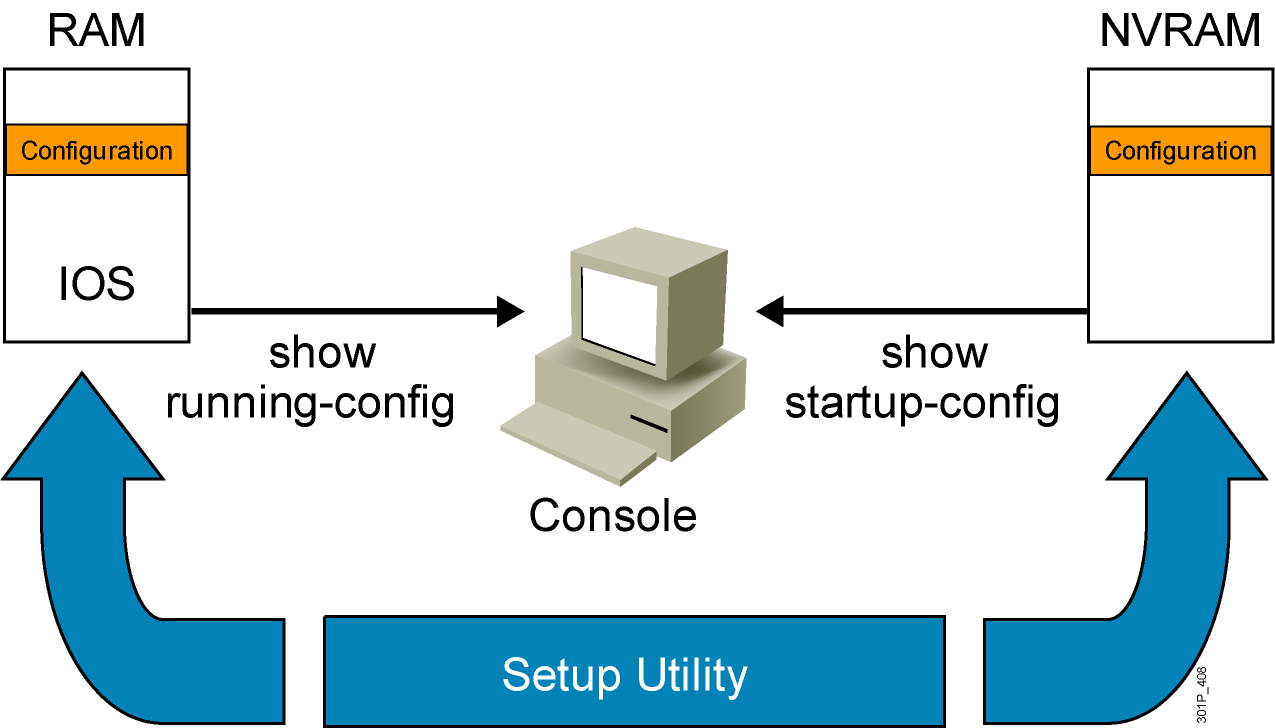 RAM
NVRAM
Configuration
Configuration
IOS
show
running-config
show
startup-config
Console
Setup Utility
301P_408